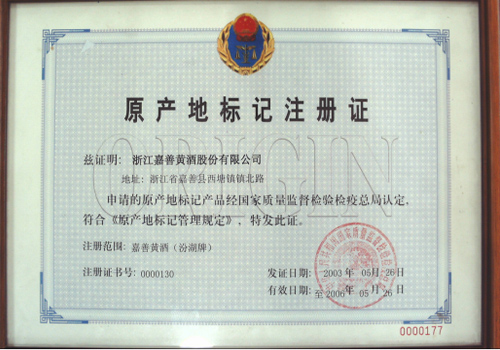 原产地标记注册证
ORIGIN
兹证明: 浙江嘉善黄酒股份有限公司
地址: 浙江省嘉善县西塘镇镇北路
申请的原产地标记产品经国家质量监督检验检疫总局认定,
符合《原产地标记管理规定》, 特发此证。
注册范围: 嘉善黄酒（汾湖牌）
注册证书号: 0000130
发证日期: 2003 年 05月 26日
有效日期: 至 2006 年 05 月 26 日
0000177